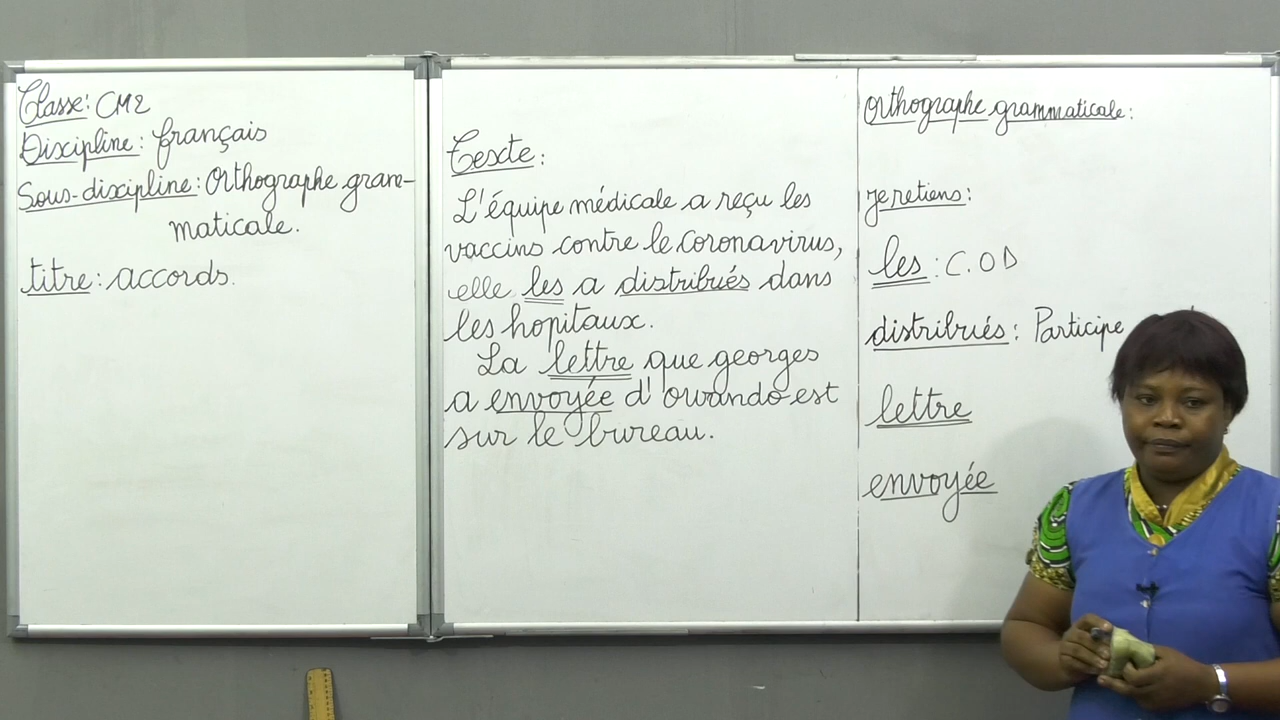 Classe: CM2
Discipline: français
Sous-discipline: Orthographe gram-
maticale.
titre: accords.
Texte:
L'équipe médicale a reçu les
vaccins contre le coronavirus,
elle les a distribués dans
les hopitaux.
La lettre que georges
a envoyée d'owando est
sur le bureau.
Orthographe grammaticale:
je retiens:
les: C.OD
distribués: Participe
lettre
envoyée